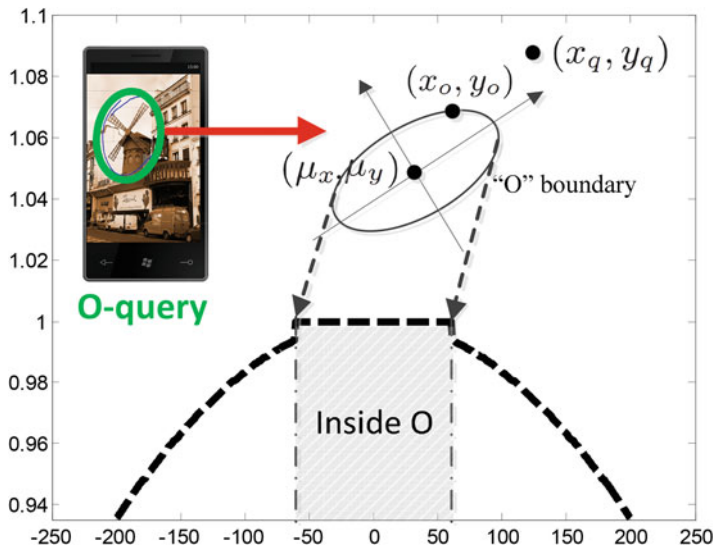 1.1
1.08
1.06
1.04
1.02
1
0.98
0.96
0.94
-250 -200 -150 -100 -50 0 50 100 150 200 250
(x_q, y_q)
(x_o, y_o)
(μ_x, μ_y)
“O” boundary
O-query
Inside O